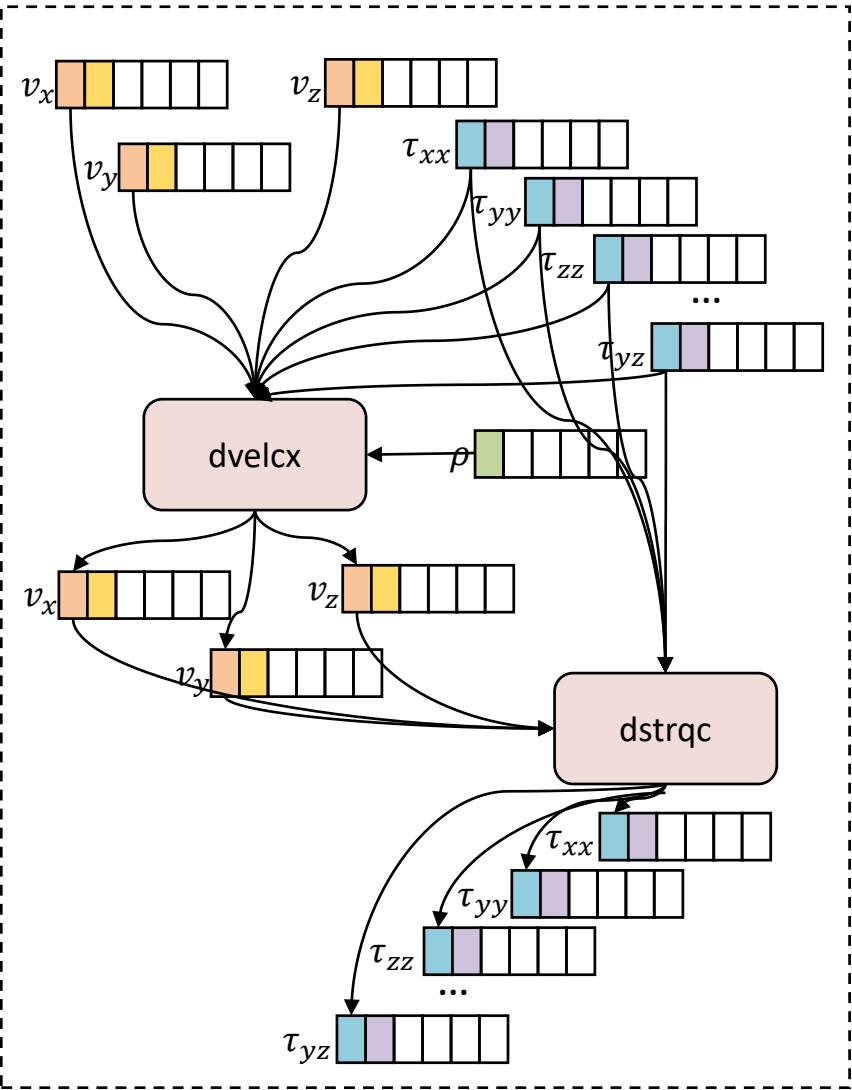 v_x
v_z
v_y
τ_xx
τ_yy
τ_zz
...
τ_yz
dvelcx
ρ
v_x
v_z
v_y
dstrqc
τ_xx
τ_yy
τ_zz
...
τ_yz